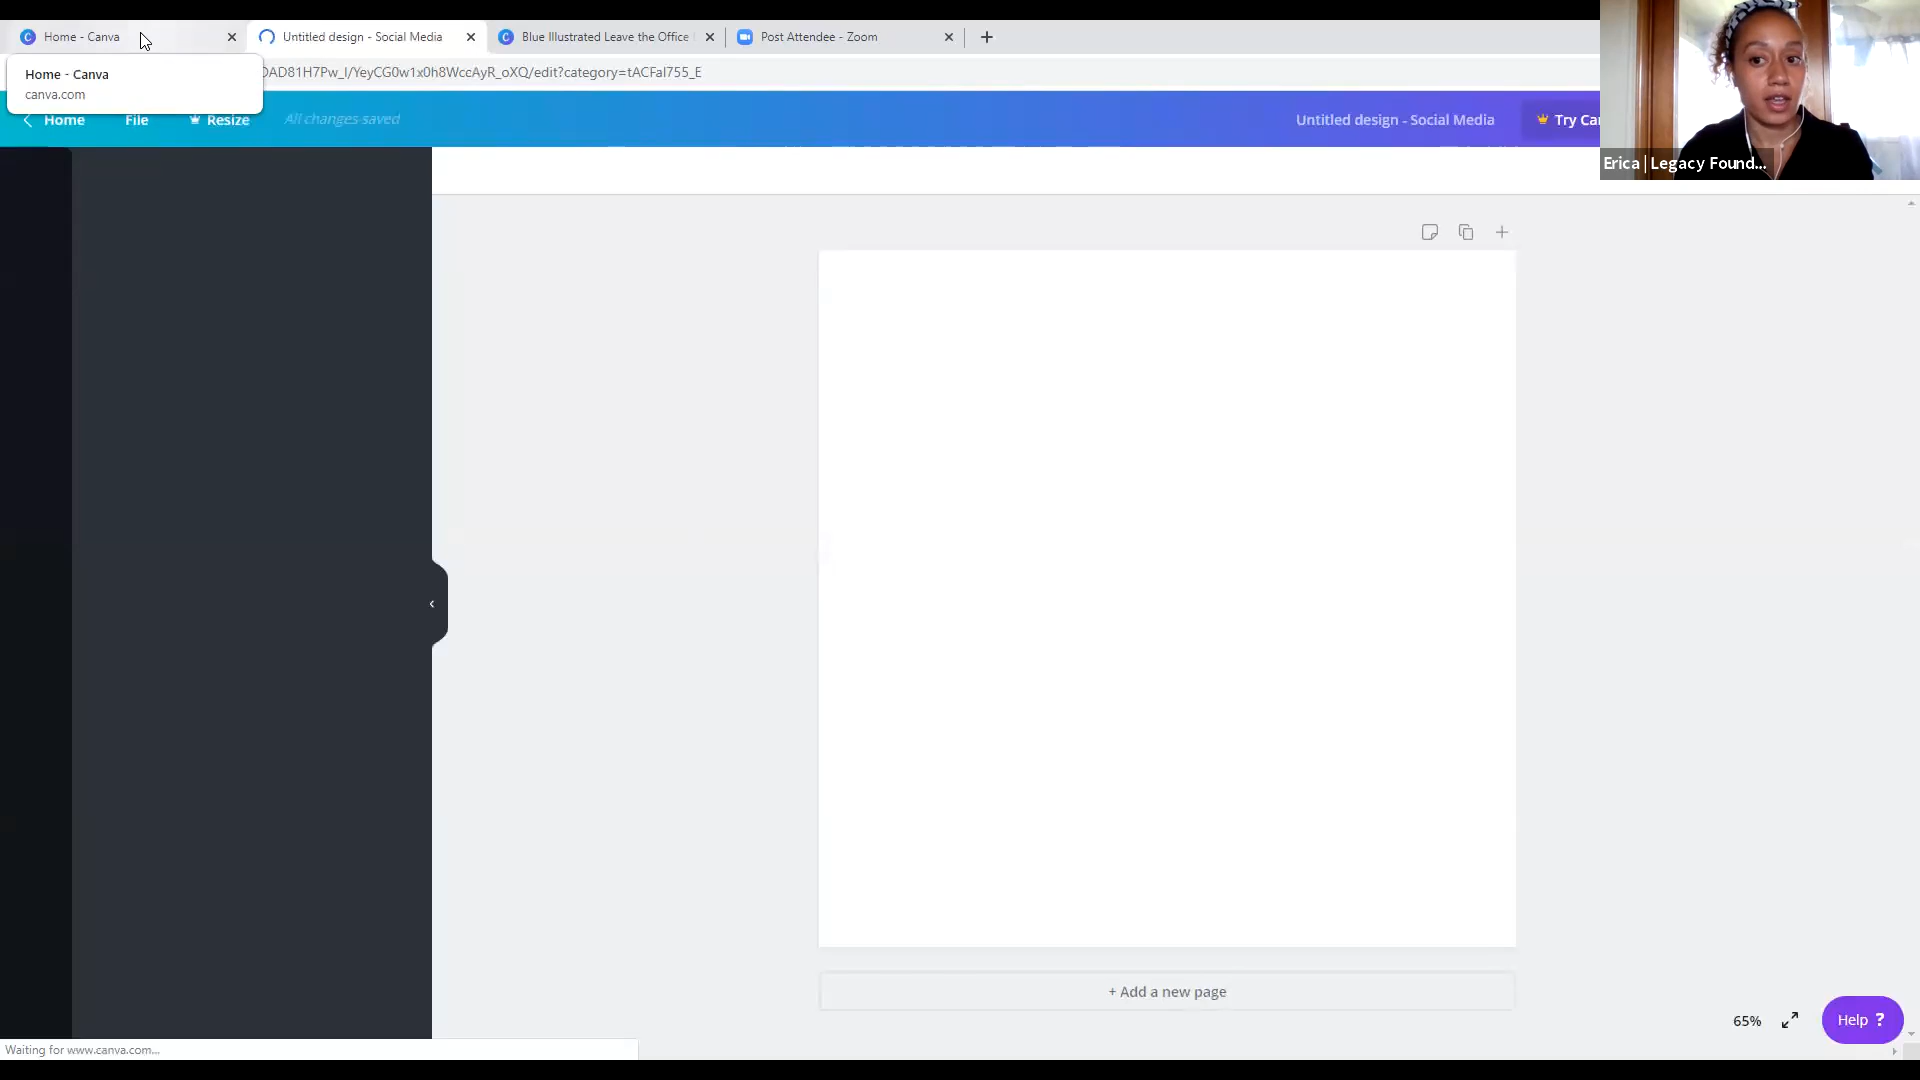 Home - Canva
Untitled design - Social Media
Blue Illustrated Leave the Office
Post Attendee - Zoom
Home - Canva
canva.com
DAD81H7Pw_I/YeyCG0w1x0h8WccAyR_oXQ/edit?category=tACFal755_E
Home
File
Resize
All changes saved
Untitled design - Social Media
Try Ca
Erica | Legacy Found...
+ Add a new page
65%
Help ?
Waiting for www.canva.com...